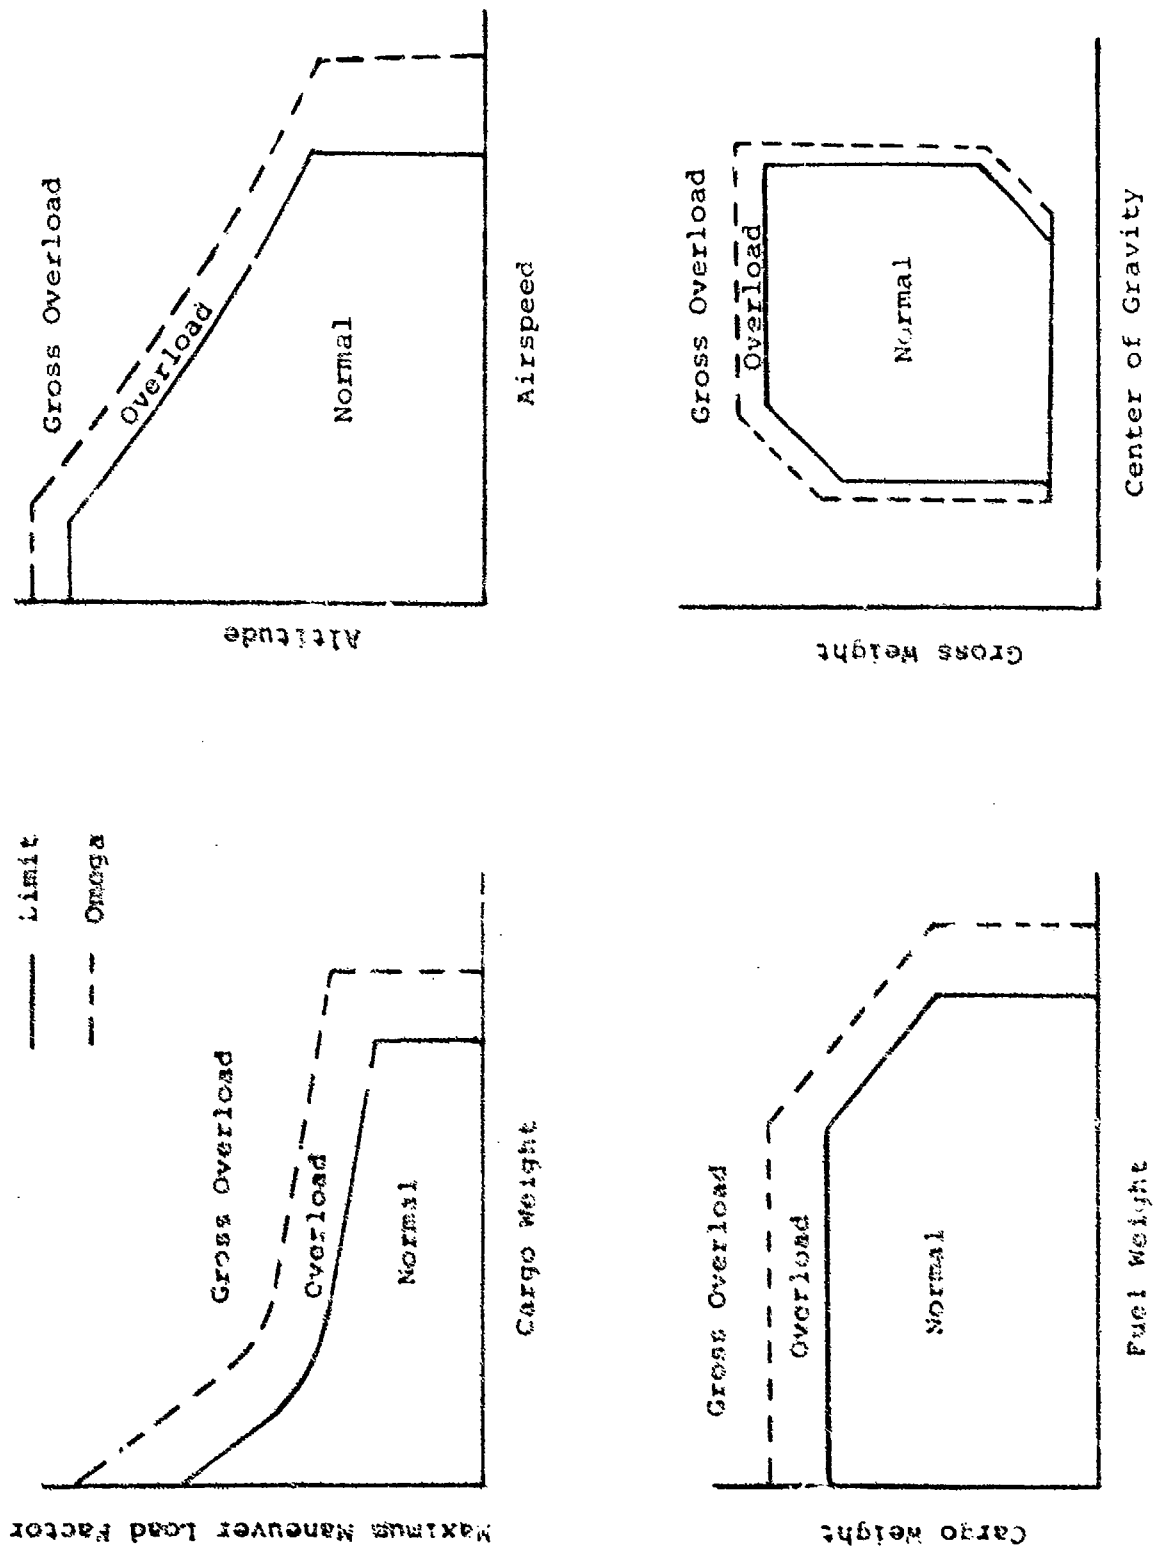 Limit
Omega
Maximum Maneuver Load Factor
Gross Overload
Overload
Normal
Cargo Weight
Altitude
Gross Overload
Overload
Normal
Airspeed
Cargo Weight
Gross Overload
Overload
Normal
Fuel Weight
Gross Weight
Gross Overload
Overload
Normal
Center of Gravity